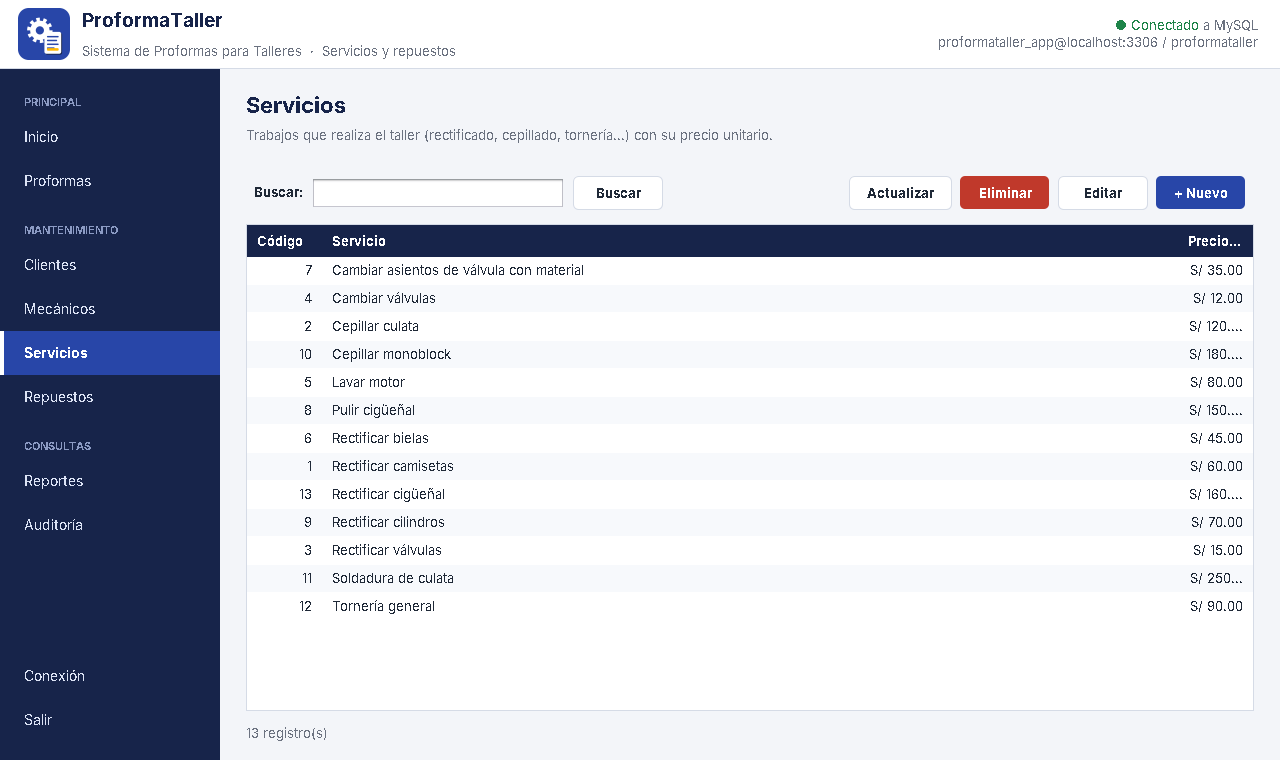 ProformaTaller
Sistema de Proformas para Talleres · Servicios y repuestos
● Conectado a MySQL
proformataller_app@localhost:3306 / proformataller
PRINCIPAL
Inicio
Proformas
MANTENIMIENTO
Clientes
Mecánicos
Servicios
Repuestos
CONSULTAS
Reportes
Auditoría
Conexión
Salir
Servicios
Trabajos que realiza el taller (rectificado, cepillado, tornería...) con su precio unitario.
Buscar: Buscar Actualizar Eliminar Editar + Nuevo
Código Servicio Precio...
7 Cambiar asientos de válvula con material S/ 35.00
4 Cambiar válvulas S/ 12.00
2 Cepillar culata S/ 120....
10 Cepillar monoblock S/ 180....
5 Lavar motor S/ 80.00
8 Pulir cigüeñal S/ 150....
6 Rectificar bielas S/ 45.00
1 Rectificar camisetas S/ 60.00
13 Rectificar cigüeñal S/ 160....
9 Rectificar cilindros S/ 70.00
3 Rectificar válvulas S/ 15.00
11 Soldadura de culata S/ 250...
12 Tornería general S/ 90.00
13 registro(s)